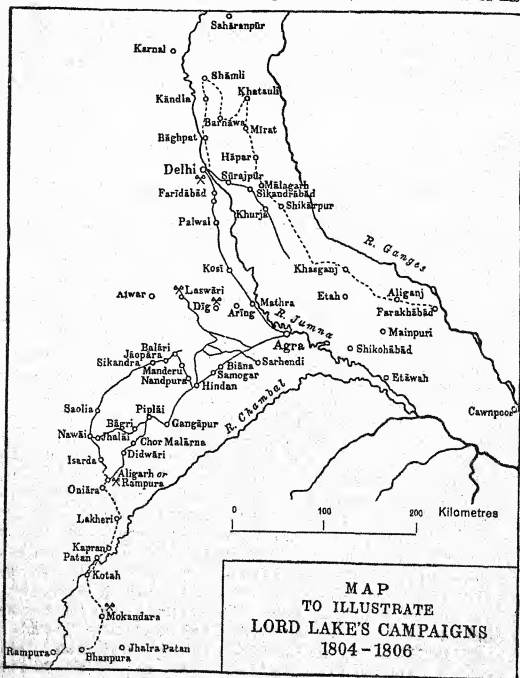 Sahāranpūr
Karnal
Shāmli
Khatauli
Kāndla
Barnāwa
Mīrat
Bāghpat
Hāpar
Delhi
Sūrajpūr
Mālagarh
Sikandrābād
Farīdābād
Shikārpur
Khurja
Palwal
R. Ganges
Kosī
Khasganj
Laswāri
Alwar
Dīg
Arīng
Mathra
Etah
Aliganj
Farakhābād
R. Jumna
Mainpuri
Agra
Shikohābād
Balāri
Jāopāra
Sikandra
Manderu
Nandpura
Biāna
Samogar
Sarhendi
Hindan
Etāwah
Cawnpoor
R. Chambal
Saolia
Piplāi
Bāgri
Gangāpur
Nawāi
Jhalāi
Chor Malārna
Didwāri
Isarda
Aligarh or
Rampura
Oniāra
Lakheri
0 100 200
Kilometres
Kapran
Patan
Kotah
Mokandara
Rampura
Bhanpura
Jhalra Patan
MAP
TO ILLUSTRATE
LORD LAKE'S CAMPAIGNS
1804-1806